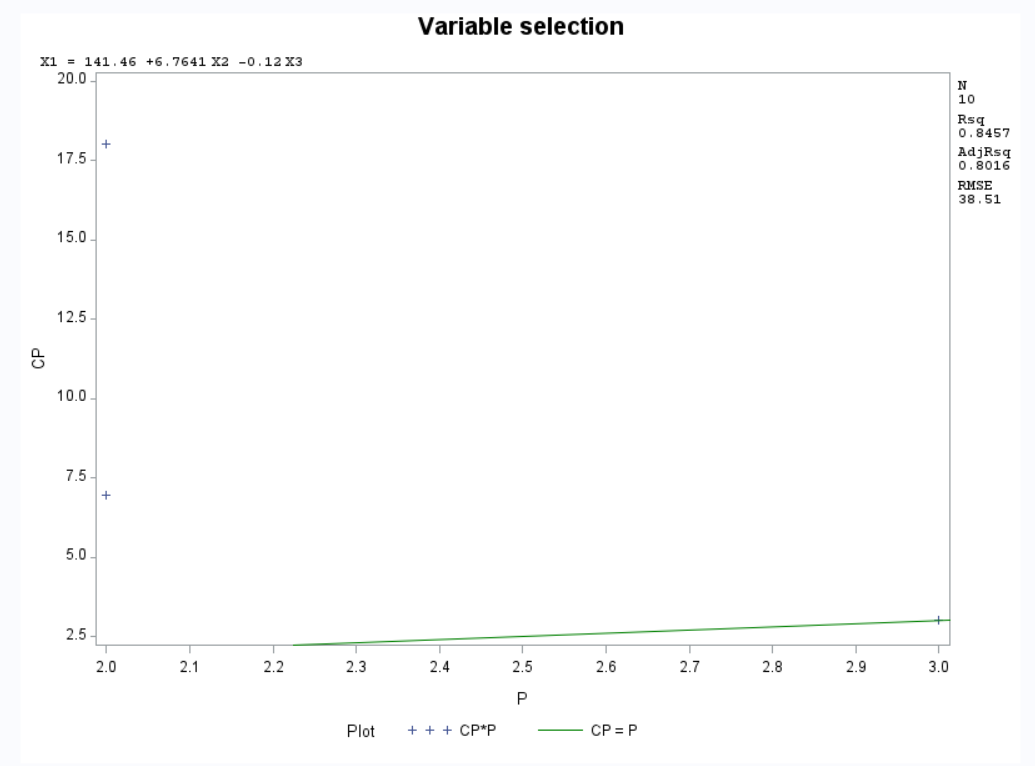 Variable selection
X1 = 141.46 +6.7641 X2 -0.12 X3
20.0
17.5
15.0
12.5
10.0
7.5
5.0
2.5
CP
N
10
Rsq
0.8457
AdjRsq
0.8016
RMSE
38.51
2.0 2.1 2.2 2.3 2.4 2.5 2.6 2.7 2.8 2.9 3.0
P
Plot + + + CP*P CP = P